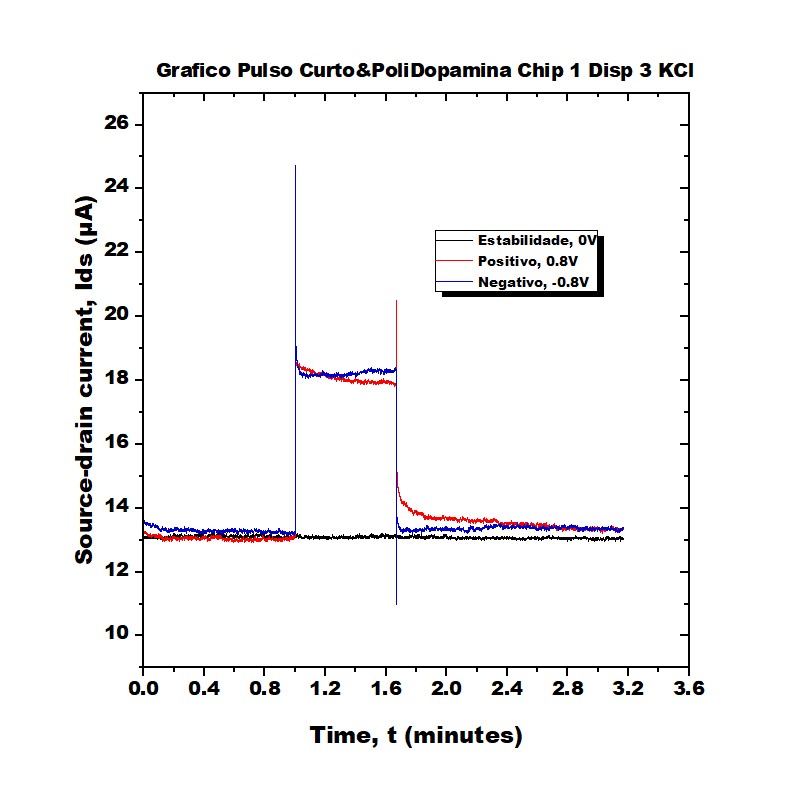 Grafico Pulso Curto&PoliDopamina Chip 1 Disp 3 KCl
26
24
22
20
18
16
14
12
10
Source-drain current, Ids (µA)
Estabilidade, 0V
Positivo, 0.8V
Negativo, -0.8V
0.0 0.4 0.8 1.2 1.6 2.0 2.4 2.8 3.2 3.6
Time, t (minutes)